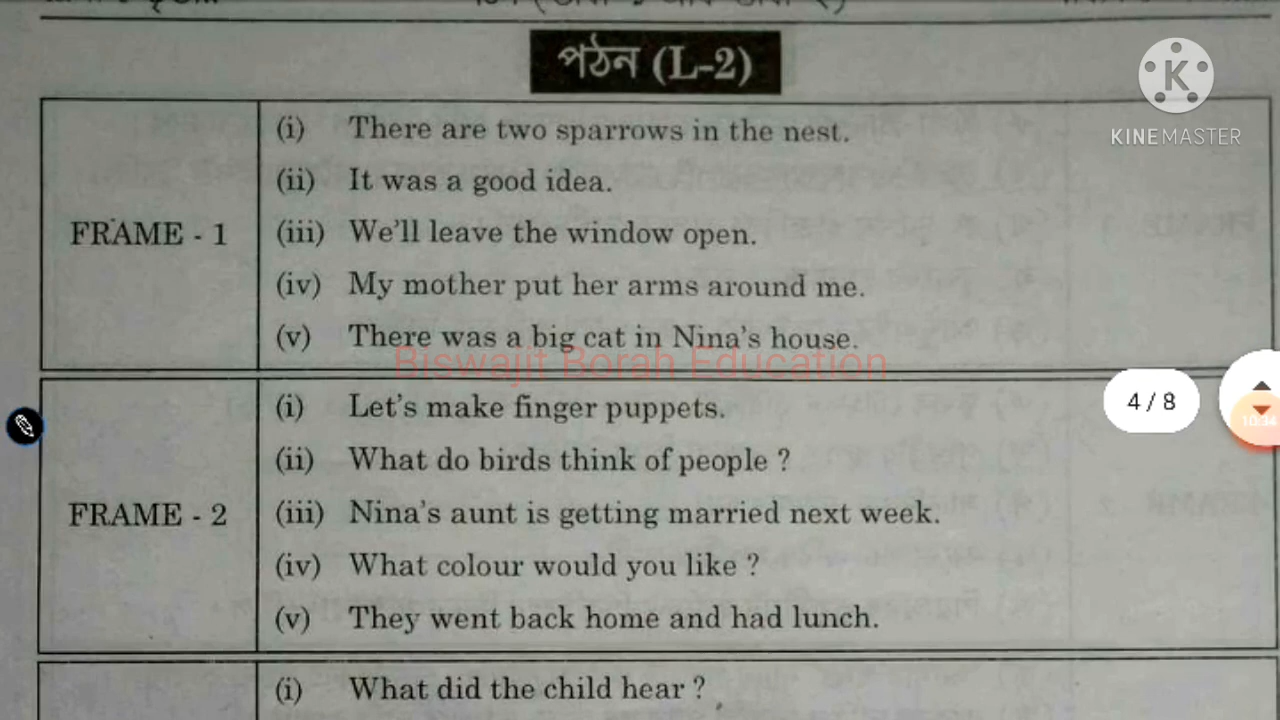 পঠন (L-2)
KINEMASTER
FRAME - 1
(i) There are two sparrows in the nest.
(ii) It was a good idea.
(iii) We'll leave the window open.
(iv) My mother put her arms around me.
(v) There was a big cat in Nina's house.
Biswajit Borah Education
4 / 8
10:34
FRAME - 2
(i) Let's make finger puppets.
(ii) What do birds think of people ?
(iii) Nina's aunt is getting married next week.
(iv) What colour would you like ?
(v) They went back home and had lunch.
(i) What did the child hear ?